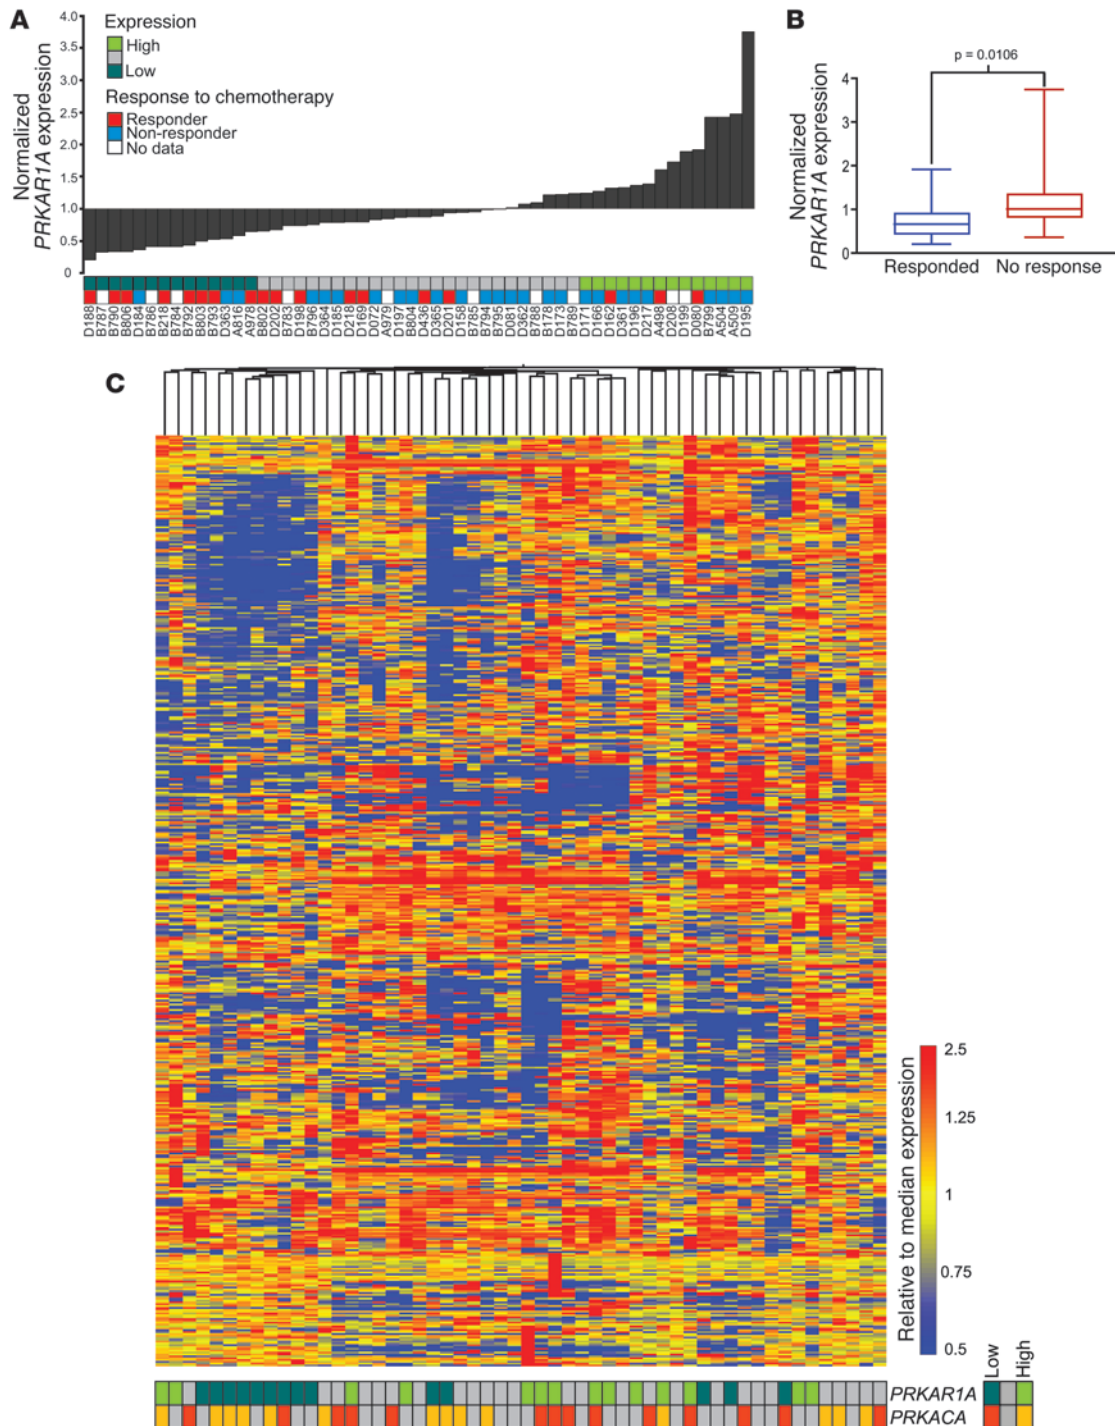 A
Normalized
PRKAR1A expression
4.0
3.5
3.0
2.5
2.0
1.5
1.0
0.5
0
Expression
High
Low
Response to chemotherapy
Responder
Non-responder
No data
D188
B787
B790
B806
D184
B786
B218
B784
B792
B803
B793
D363
A816
A978
B802
D202
B783
D198
B796
D364
D185
D218
D169
D072
A979
D197
B804
D436
D365
D201
D158
B785
B794
B795
D081
D362
B788
B178
D173
B789
D171
D166
D162
D361
D196
D217
A498
D208
D199
D080
B799
A504
A509
D195
B
p = 0.0106
Normalized
PRKAR1A expression
4
3
2
1
0
Responded
No response
C
Relative to median expression
2.5
1.25
1
0.75
0.5
Low
High
PRKAR1A
PRKACA